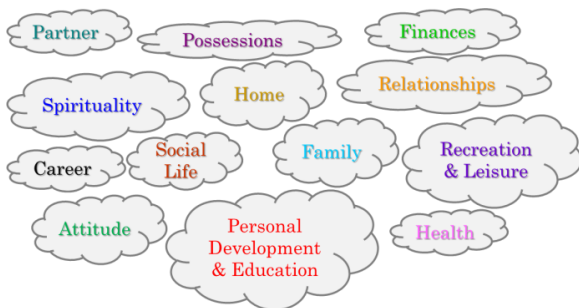 Partner
Possessions
Finances
Spirituality
Home
Relationships
Career
Social
Life
Family
Recreation
& Leisure
Attitude
Personal
Development
& Education
Health